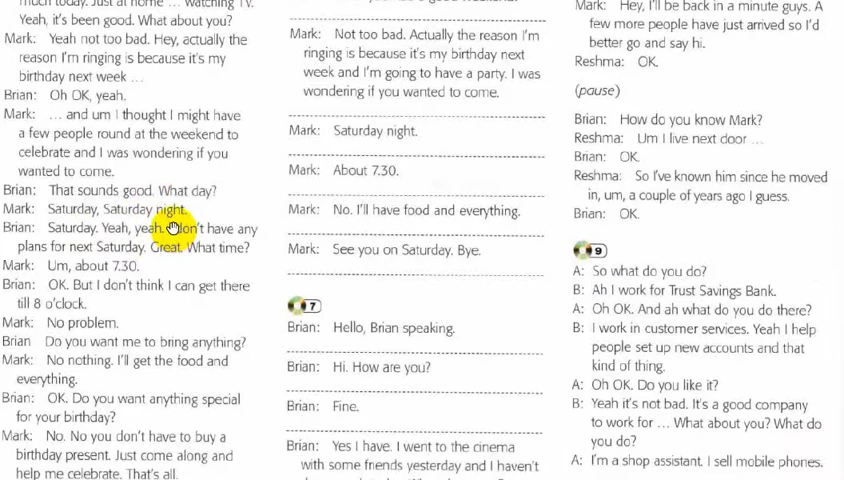 much today. Just at home ... watching TV.
Yeah, it's been good. What about you?
Mark: Yeah not too bad. Hey, actually the
reason I'm ringing is because it's my
birthday next week ...
Brian: Oh OK, yeah.
Mark: ... and um I thought I might have
a few people round at the weekend to
celebrate and I was wondering if you
wanted to come.
Brian: That sounds good. What day?
Mark: Saturday, Saturday night.
Brian: Saturday. Yeah, yeah. I don't have any
plans for next Saturday. Great. What time?
Mark: Um, about 7.30.
Brian: OK. But I don't think I can get there
till 8 o'clock.
Mark: No problem.
Brian Do you want me to bring anything?
Mark: No nothing. I'll get the food and
everything.
Brian: OK. Do you want anything special
for your birthday?
Mark: No. No you don't have to buy a
birthday present. Just come along and
help me celebrate. That's all.
Mark: Not too bad. Actually the reason I'm
ringing is because it's my birthday next
week and I'm going to have a party. I was
wondering if you wanted to come.
Mark: Saturday night.
Mark: About 7.30.
Mark: No. I'll have food and everything.
Mark: See you on Saturday. Bye.
7
Brian: Hello, Brian speaking.
Brian: Hi. How are you?
Brian: Fine.
Brian: Yes I have. I went to the cinema
with some friends yesterday and I haven't
Mark: Hey, I'll be back in a minute guys. A
few more people have just arrived so I'd
better go and say hi.
Reshma: OK.
(pause)
Brian: How do you know Mark?
Reshma: Um I live next door ...
Brian: OK.
Reshma: So I've known him since he moved
in, um, a couple of years ago I guess.
Brian: OK.
9
A: So what do you do?
B: Ah I work for Trust Savings Bank.
A: Oh OK. And ah what do you do there?
B: I work in customer services. Yeah I help
people set up new accounts and that
kind of thing.
A: Oh OK. Do you like it?
B: Yeah it's not bad. It's a good company
to work for ... What about you? What do
you do?
A: I'm a shop assistant. I sell mobile phones.